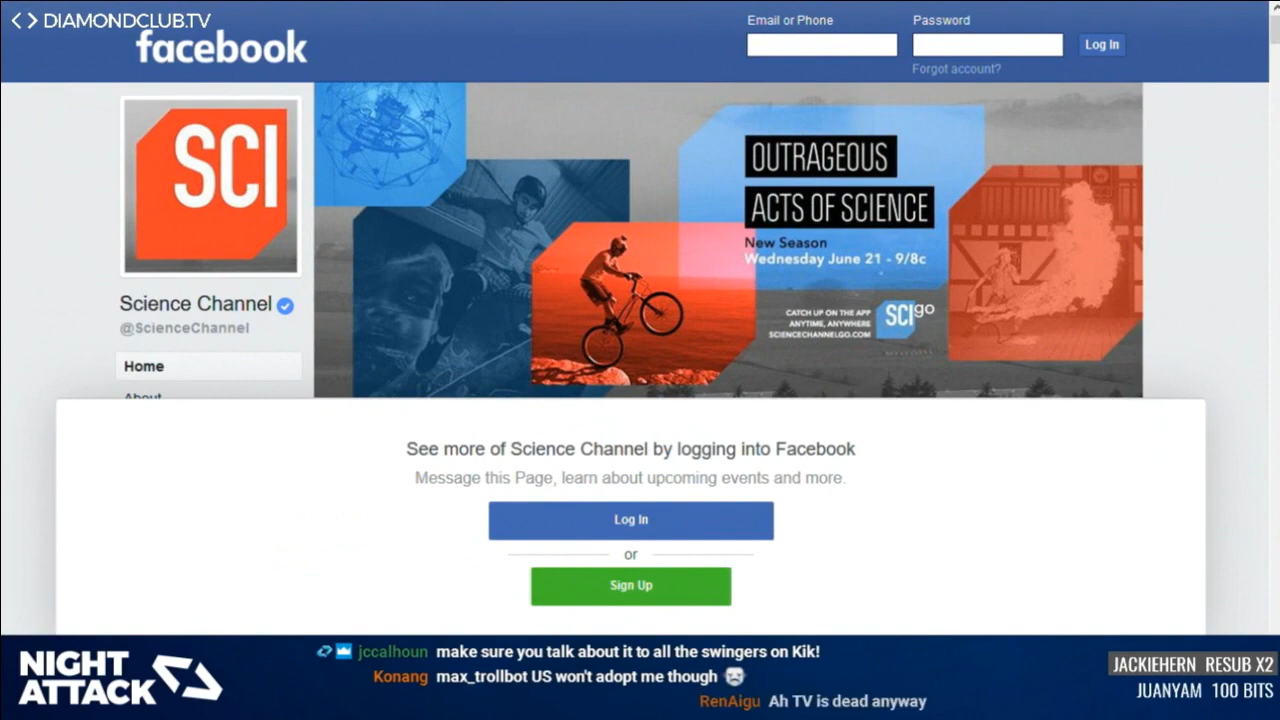 DIAMONDCLUB.TV
facebook
Email or Phone
Password
Log In
Forgot account?
SCI
OUTRAGEOUS
ACTS OF SCIENCE
New Season
Wednesday June 21 - 9/8c
CATCH UP ON THE APP
ANYTIME, ANYWHERE
SCIENCECHANNELGO.COM
SCI go
Science Channel
@ScienceChannel
Home
About
See more of Science Channel by logging into Facebook
Message this Page, learn about upcoming events and more.
Log In
or
Sign Up
NIGHT
ATTACK
jccalhoun make sure you talk about it to all the swingers on Kik!
Konang max_trollbot US won't adopt me though
RenAigu Ah TV is dead anyway
JACKIEHERN RESUB X2
JUANYAM 100 BITS